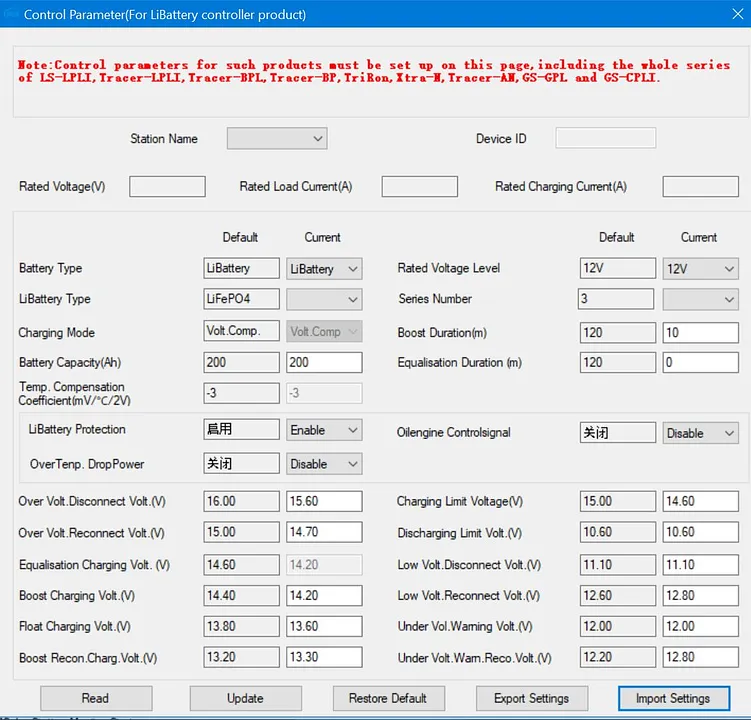 Control Parameter(For LiBattery controller product)
Note:Control parameters for such products must be set up on this page,including the whole series
of LS-LPLI,Tracer-LPLI,Tracer-BPL,Tracer-BP,TriRon,Xtra-N,Tracer-AN,GS-GPL and GS-CPLI.
Station Name Device ID
Rated Voltage(V) Rated Load Current(A) Rated Charging Current(A)
Default Current Default Current
Battery Type LiBattery LiBattery Rated Voltage Level 12V 12V
LiBattery Type LiFePO4 Series Number 3
Charging Mode Volt.Comp. Volt.Comp Boost Duration(m) 120 10
Battery Capacity(Ah) 200 200 Equalisation Duration (m) 120 0
Temp. Compensation
Coefficient(mV/°C/2V) -3 -3
LiBattery Protection 启用 Enable Oilengine Controlsignal 关闭 Disable
OverTenp. DropPower 关闭 Disable
Over Volt.Disconnect Volt.(V) 16.00 15.60 Charging Limit Voltage(V) 15.00 14.60
Over Volt.Reconnect Volt.(V) 15.00 14.70 Discharging Limit Volt.(V) 10.60 10.60
Equalisation Charging Volt. (V) 14.60 14.20 Low Volt.Disconnect Volt.(V) 11.10 11.10
Boost Charging Volt.(V) 14.40 14.20 Low Volt.Reconnect Volt.(V) 12.60 12.80
Float Charging Volt.(V) 13.80 13.60 Under Vol.Warning Volt.(V) 12.00 12.00
Boost Recon.Charg.Volt.(V) 13.20 13.30 Under Volt.Warn.Reco.Volt.(V) 12.20 12.80
Read Update Restore Default Export Settings Import Settings